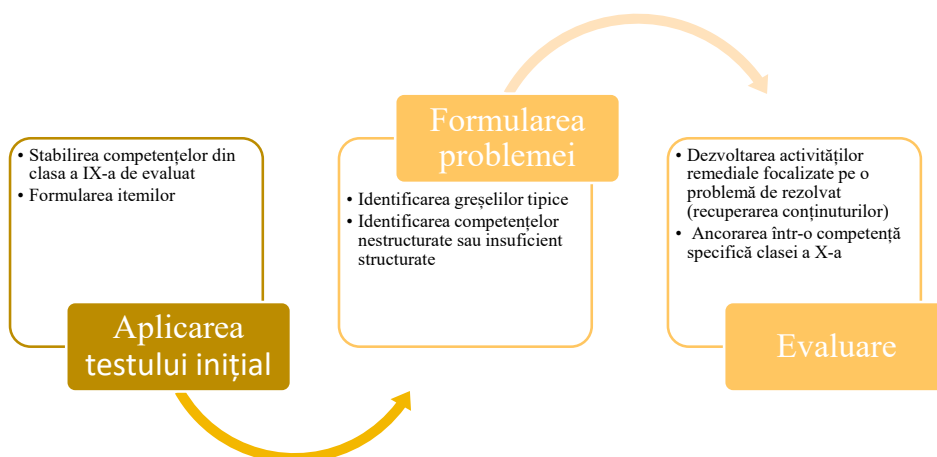 • Stabilirea competențelor din
clasa a IX-a de evaluat
• Formularea itemilor
Aplicarea
testului inițial
Formularea
problemei
• Identificarea greșelilor tipice
• Identificarea competențelor
nestructurate sau insuficient
structurate
• Dezvoltarea activităților
remediale focalizate pe o
problemă de rezolvat
(recuperarea conținuturilor)
• Ancorarea într-o competență
specifică clasei a X-a
Evaluare